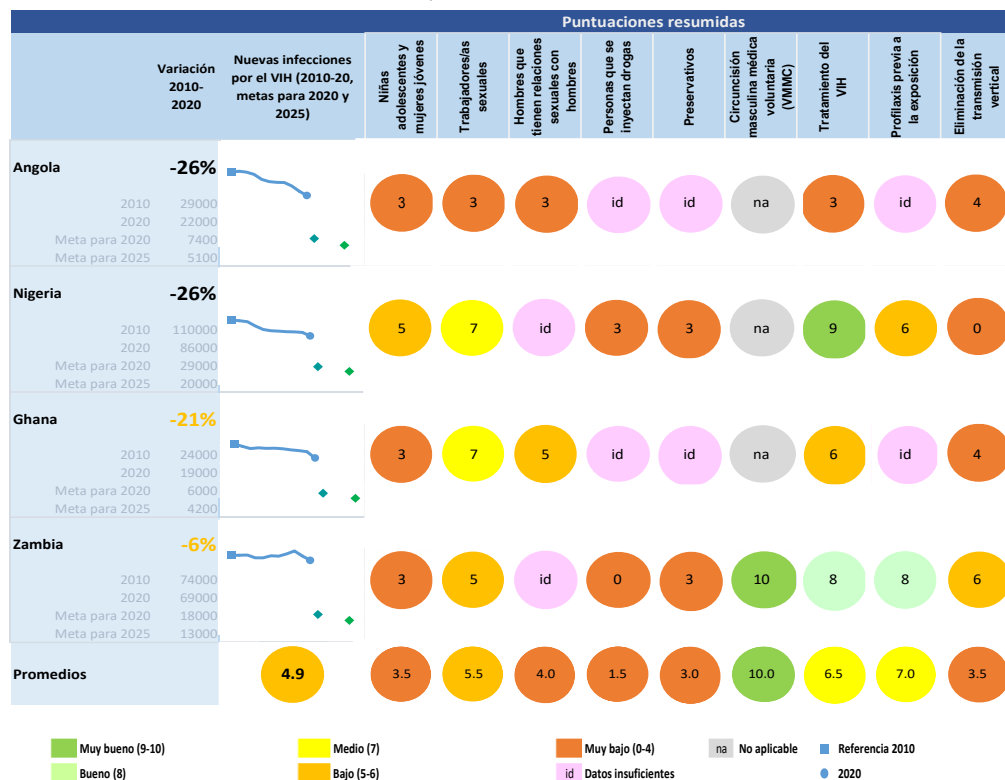 Puntuaciones resumidas
Variación
2010-
2020
Nuevas infecciones
por el VIH (2010-20,
metas para 2020 y
2025)
Niñas
adolescentes y
mujeres jóvenes
Trabajadores/as
sexuales
Hombres que
tienen relaciones
sexuales con
hombres
Personas que se
inyectan drogas
Preservativos
Circuncisión
masculina médica
voluntaria
(VMMC)
Tratamiento del
VIH
Profilaxis previa a
la exposición
Eliminación de la
transmisión
vertical
Angola -26%
2010 29000
2020 22000
Meta para 2020 7400
Meta para 2025 5100
3 3 3 id id na 3 id 4
Nigeria -26%
2010 110000
2020 86000
Meta para 2020 29000
Meta para 2025 20000
5 7 id 3 3 na 9 6 0
Ghana -21%
2010 24000
2020 19000
Meta para 2020 6000
Meta para 2025 4200
3 7 5 id id na 6 id 4
Zambia -6%
2010 74000
2020 69000
Meta para 2020 18000
Meta para 2025 13000
3 5 id 0 3 10 8 8 6
Promedios 4.9 3.5 5.5 4.0 1.5 3.0 10.0 6.5 7.0 3.5
Muy bueno (9-10) Medio (7) Muy bajo (0-4) na No aplicable Referencia 2010
Bueno (8) Bajo (5-6) id Datos insuficientes 2020